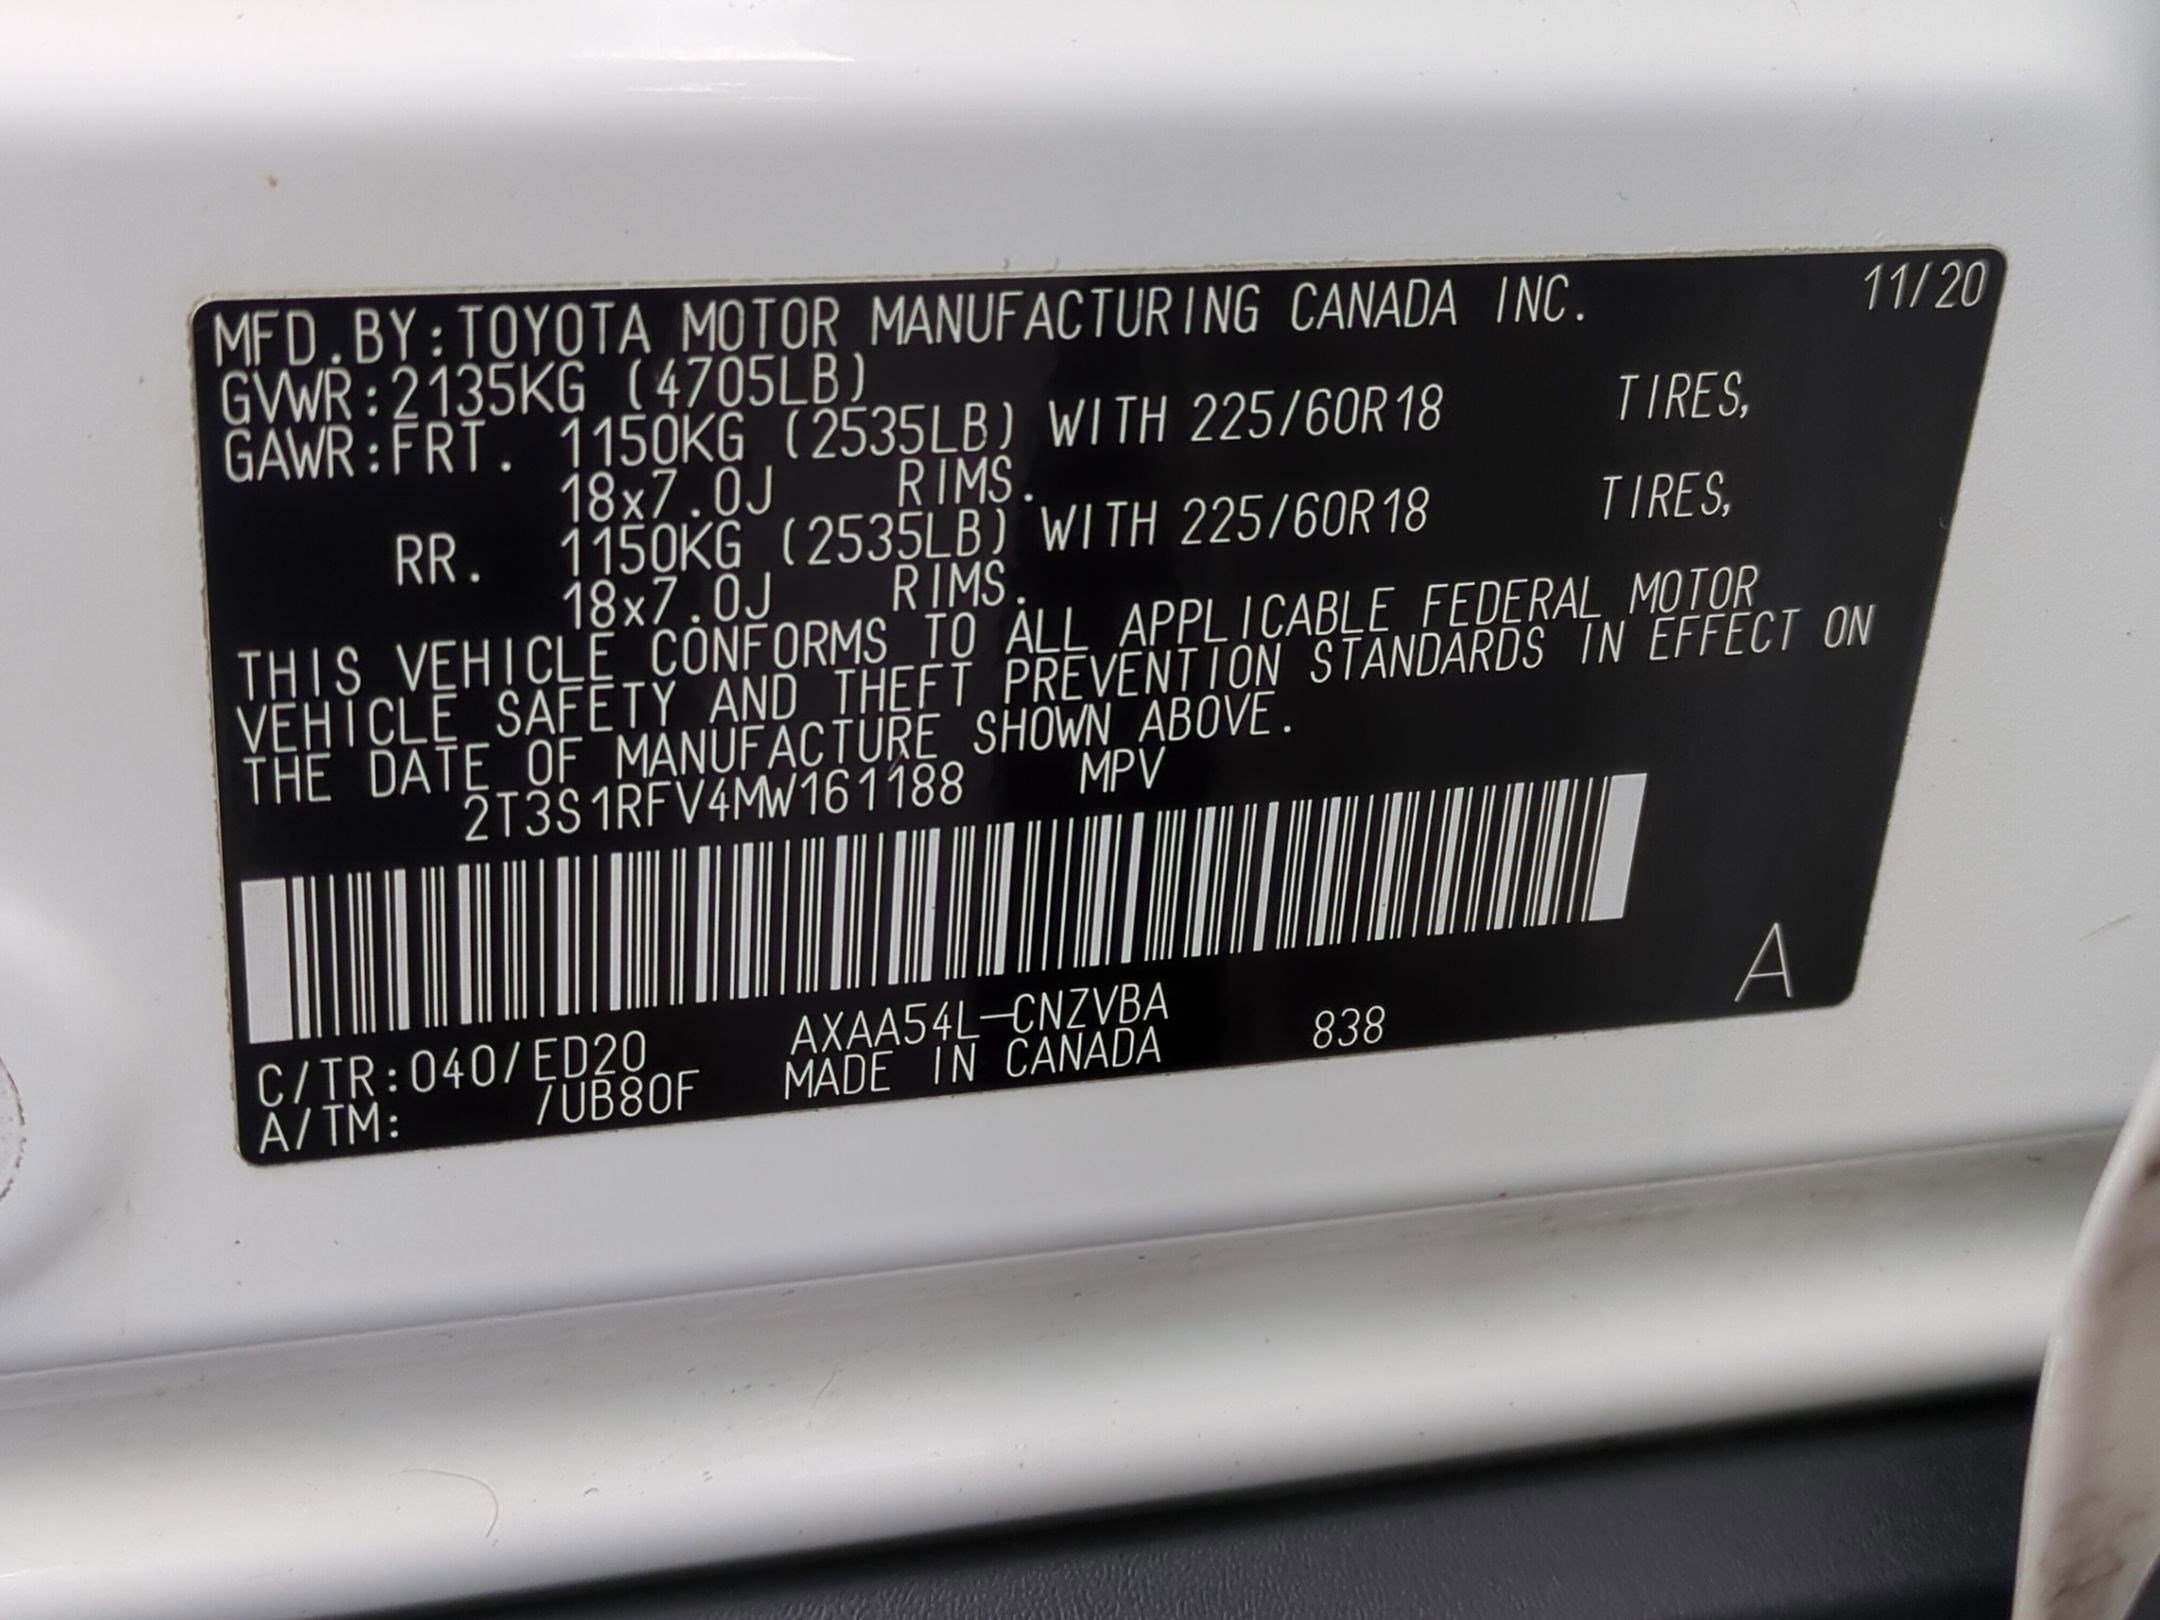 MFD.BY:TOYOTA MOTOR MANUFACTURING CANADA INC. 11/20
GVWR:2135KG (4705LB)
GAWR:FRT. 1150KG (2535LB) WITH 225/60R18 TIRES,
18x7.0J RIMS.
RR. 1150KG (2535LB) WITH 225/60R18 TIRES,
18x7.0J RIMS.
THIS VEHICLE CONFORMS TO ALL APPLICABLE FEDERAL MOTOR
VEHICLE SAFETY AND THEFT PREVENTION STANDARDS IN EFFECT ON
THE DATE OF MANUFACTURE SHOWN ABOVE.
2T3S1RFV4MW161188 MPV
A
C/TR:040/ED20 AXAA54L-CNZVBA 838
A/TM: /UB80F MADE IN CANADA